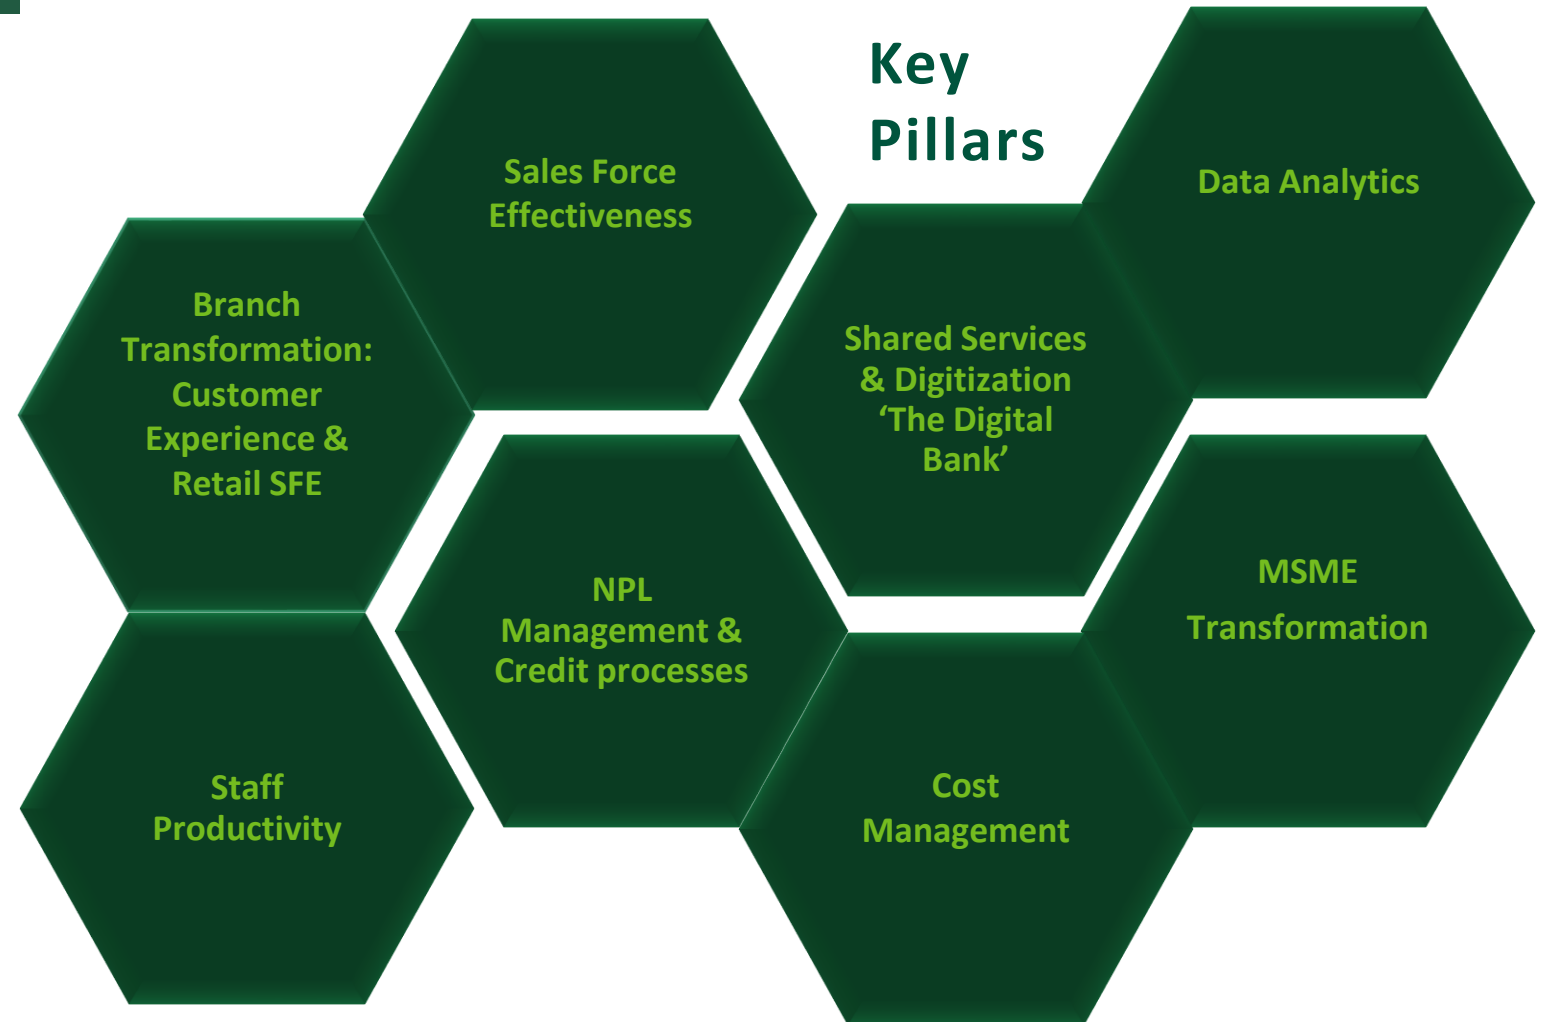 Key
Pillars
Sales Force
Effectiveness
Data Analytics
Branch
Transformation:
Customer
Experience &
Retail SFE
Shared Services
& Digitization
‘The Digital
Bank’
NPL
Management &
Credit processes
MSME
Transformation
Staff
Productivity
Cost
Management